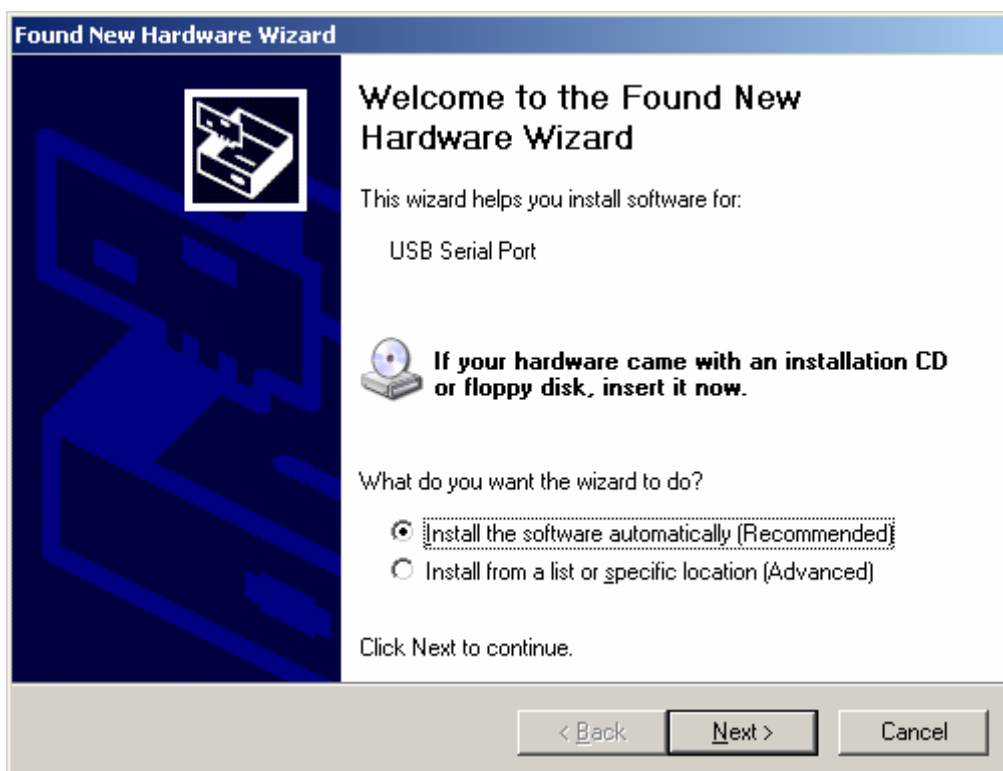 Found New Hardware Wizard
Welcome to the Found New
Hardware Wizard
This wizard helps you install software for:
USB Serial Port
If your hardware came with an installation CD
or floppy disk, insert it now.
What do you want the wizard to do?
Install the software automatically (Recommended)
Install from a list or specific location (Advanced)
Click Next to continue.
< Back
Next >
Cancel